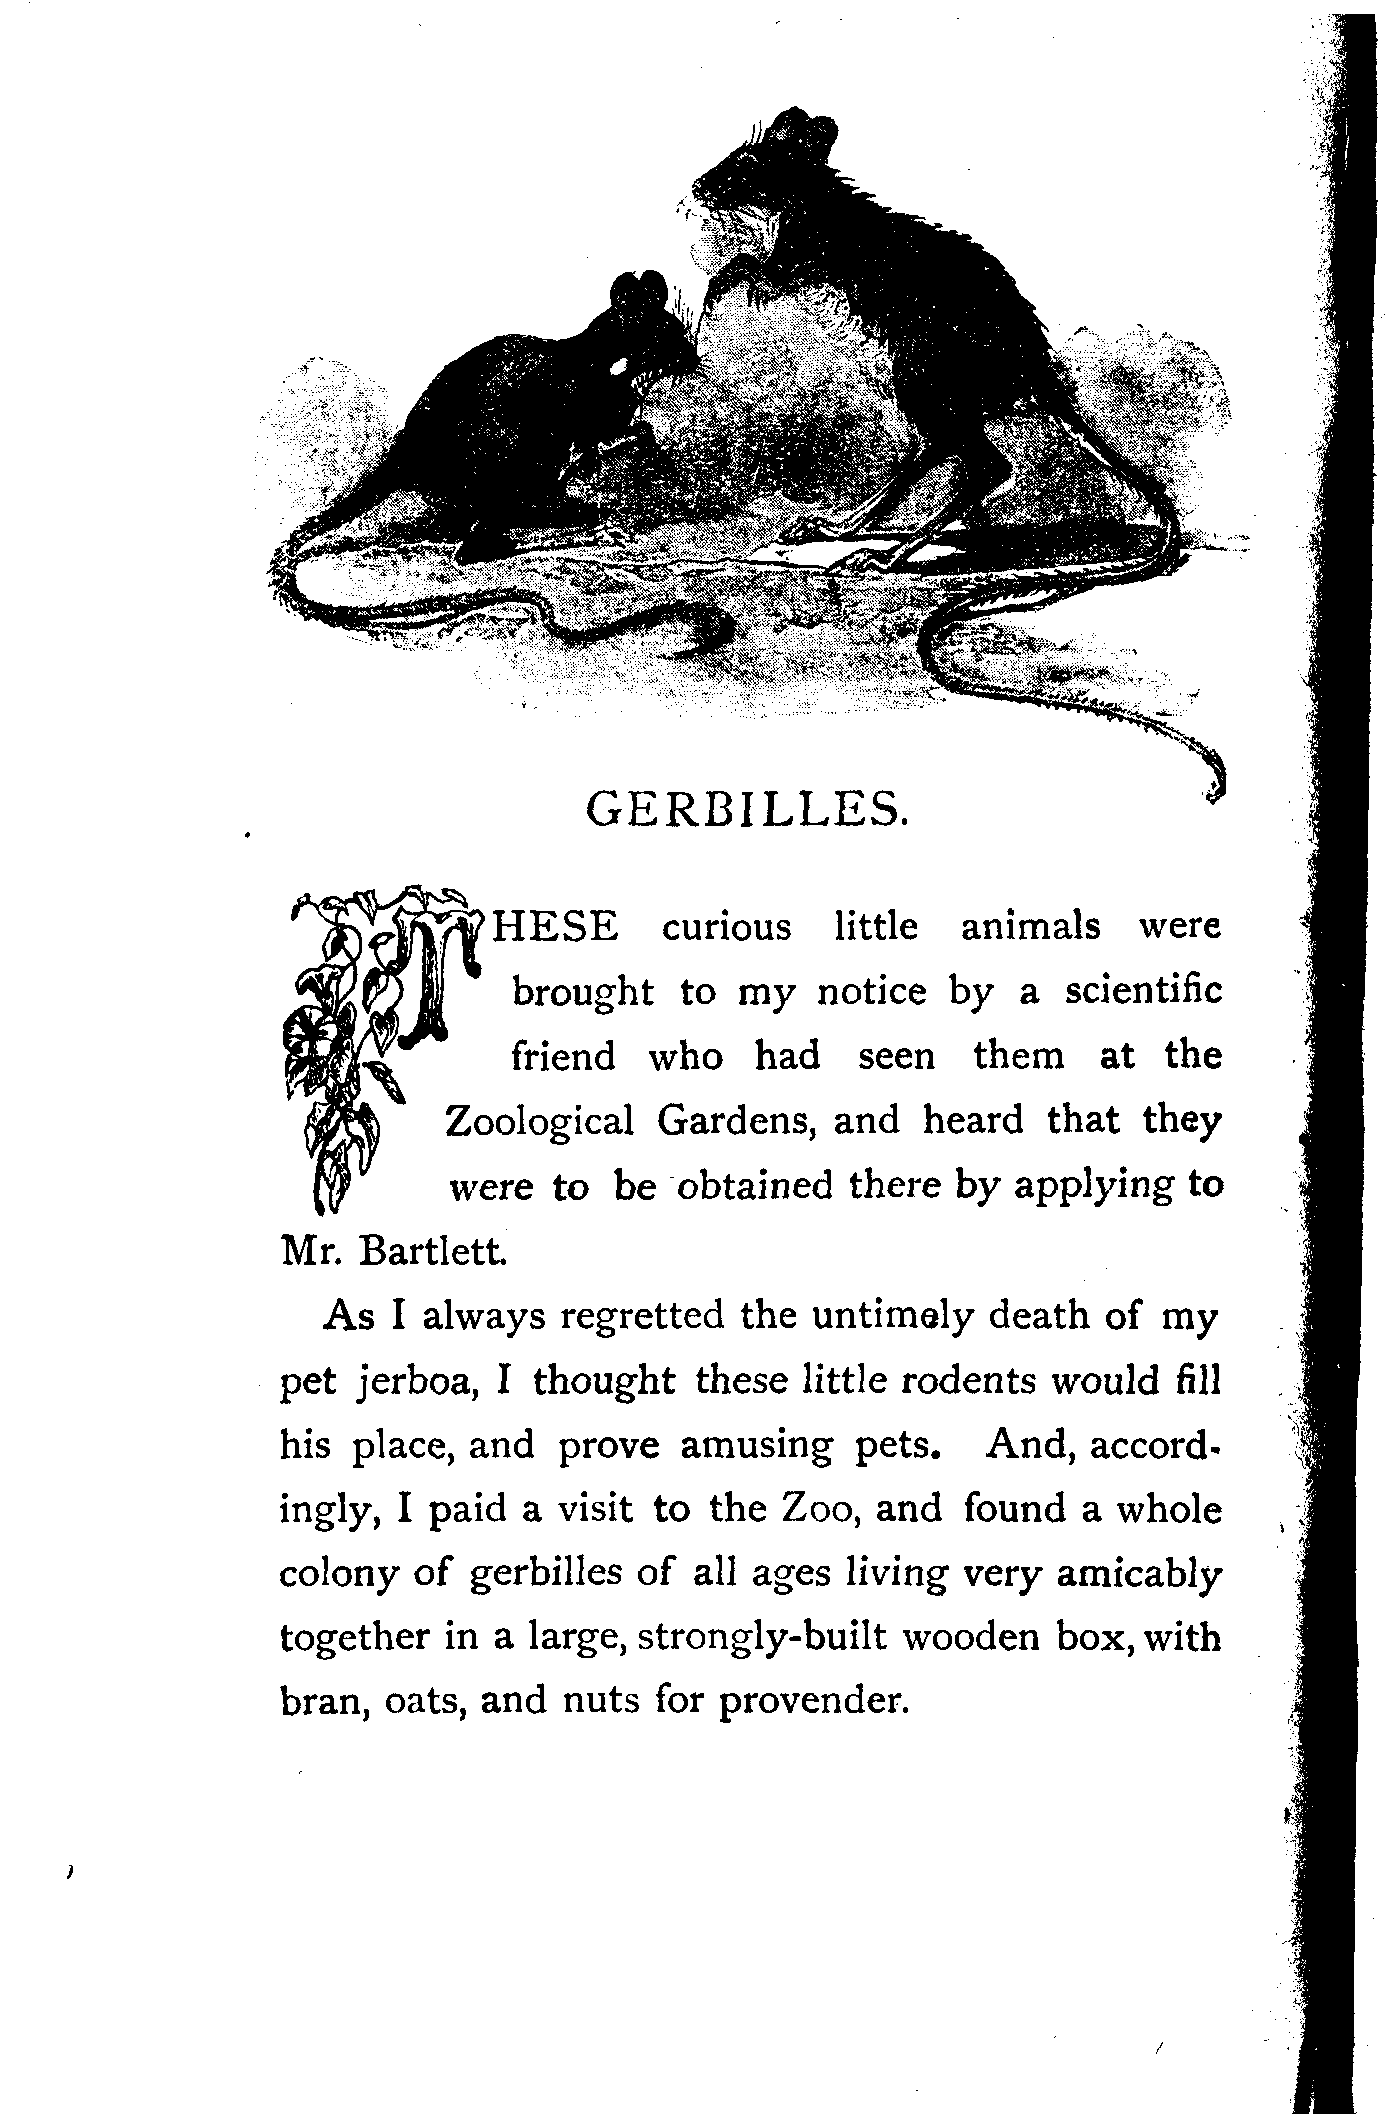 GERBILLES.
THESE curious little animals were
brought to my notice by a scientific
friend who had seen them at the
Zoological Gardens, and heard that they
were to be obtained there by applying to
Mr. Bartlett.
As I always regretted the untimely death of my
pet jerboa, I thought these little rodents would fill
his place, and prove amusing pets. And, accord-
ingly, I paid a visit to the Zoo, and found a whole
colony of gerbilles of all ages living very amicably
together in a large, strongly-built wooden box, with
bran, oats, and nuts for provender.